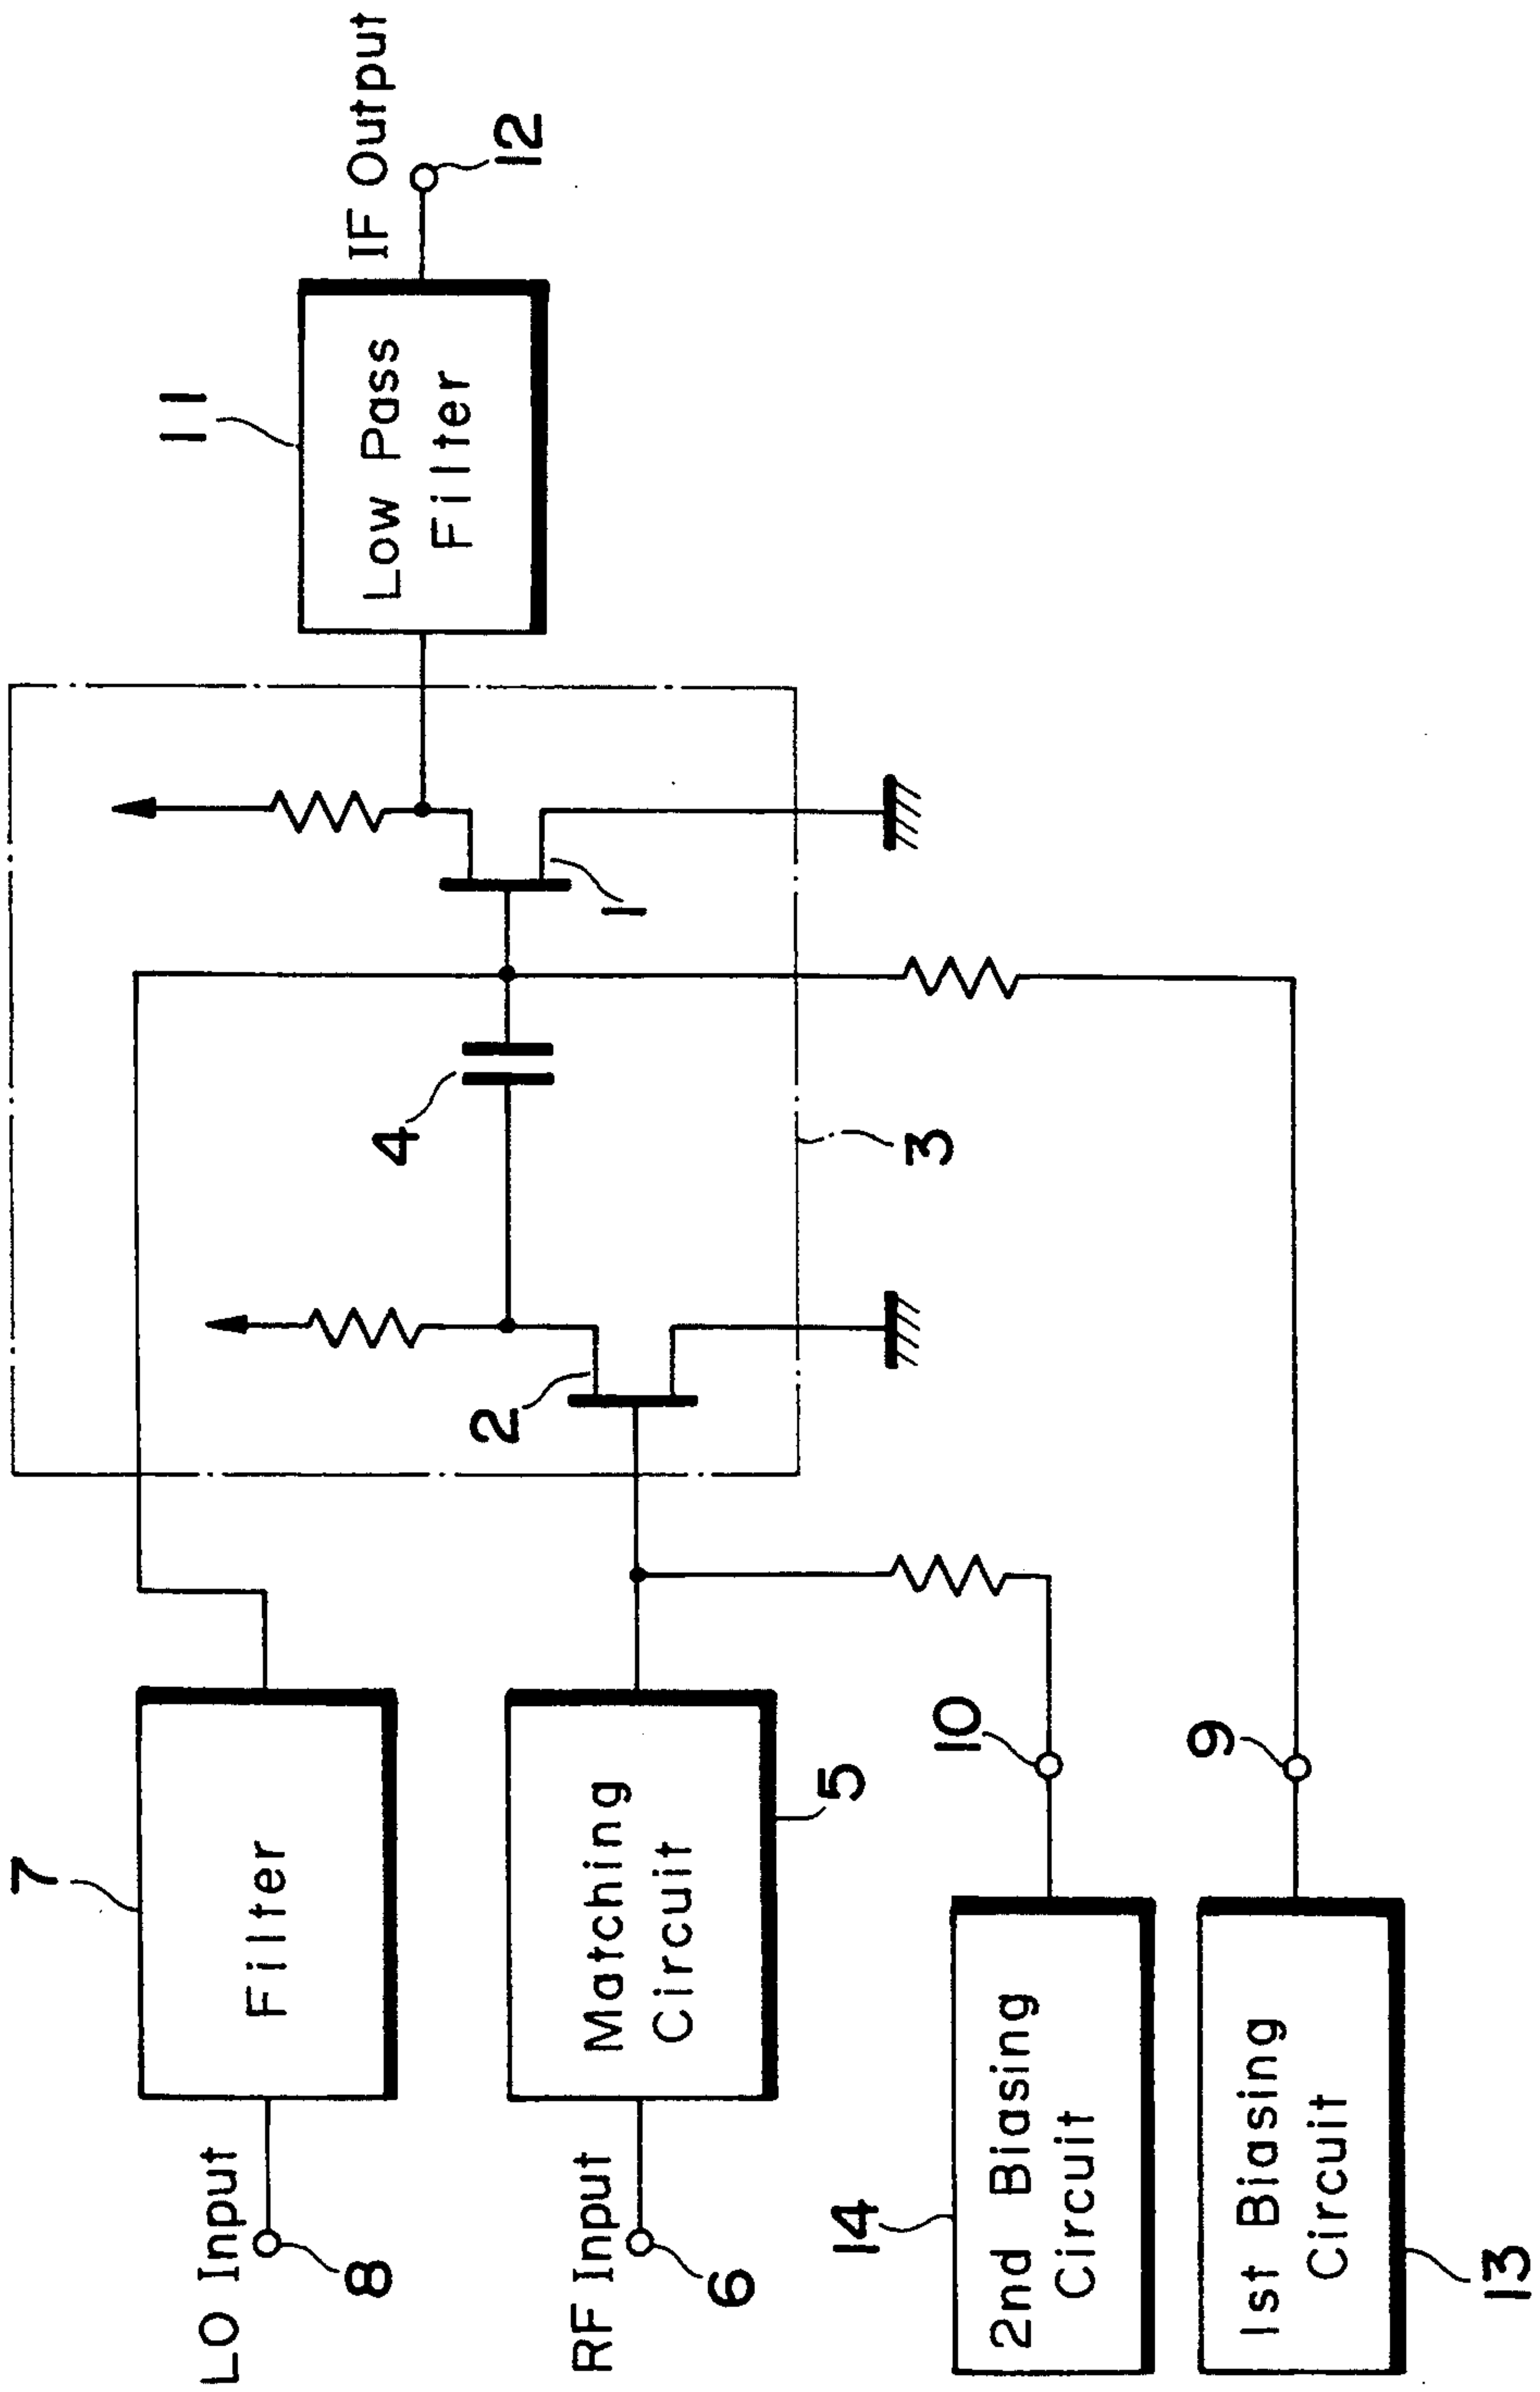 7
Filter
LO Input
8
Matching
Circuit
5
RF Input
6
2nd Biasing
Circuit
14
10
1st Biasing
Circuit
13
9
2
4
1
3
11
Low Pass
Filter
IF Output
12